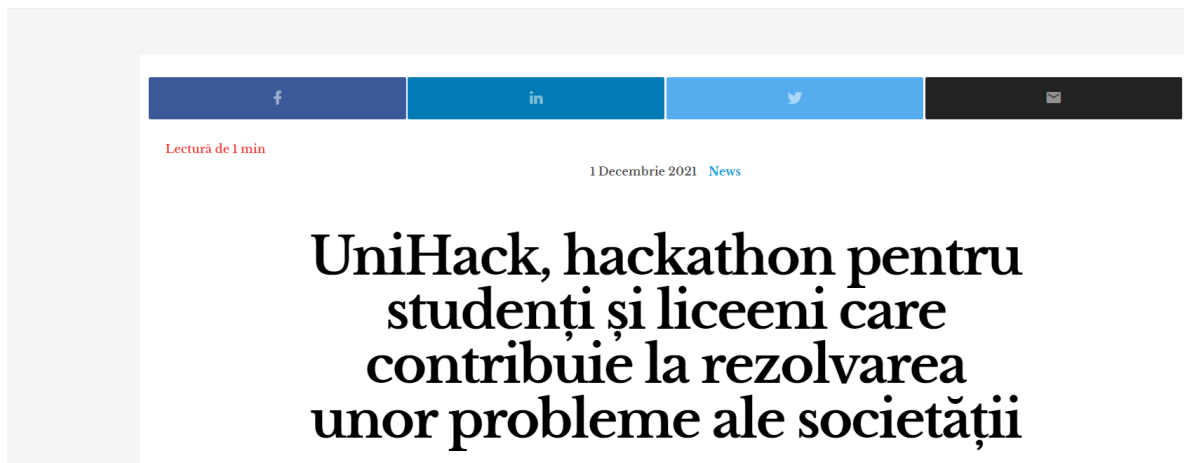 Lectură de 1 min
1 Decembrie 2021 News
UniHack, hackathon pentru
studenți și liceeni care
contribuie la rezolvarea
unor probleme ale societății